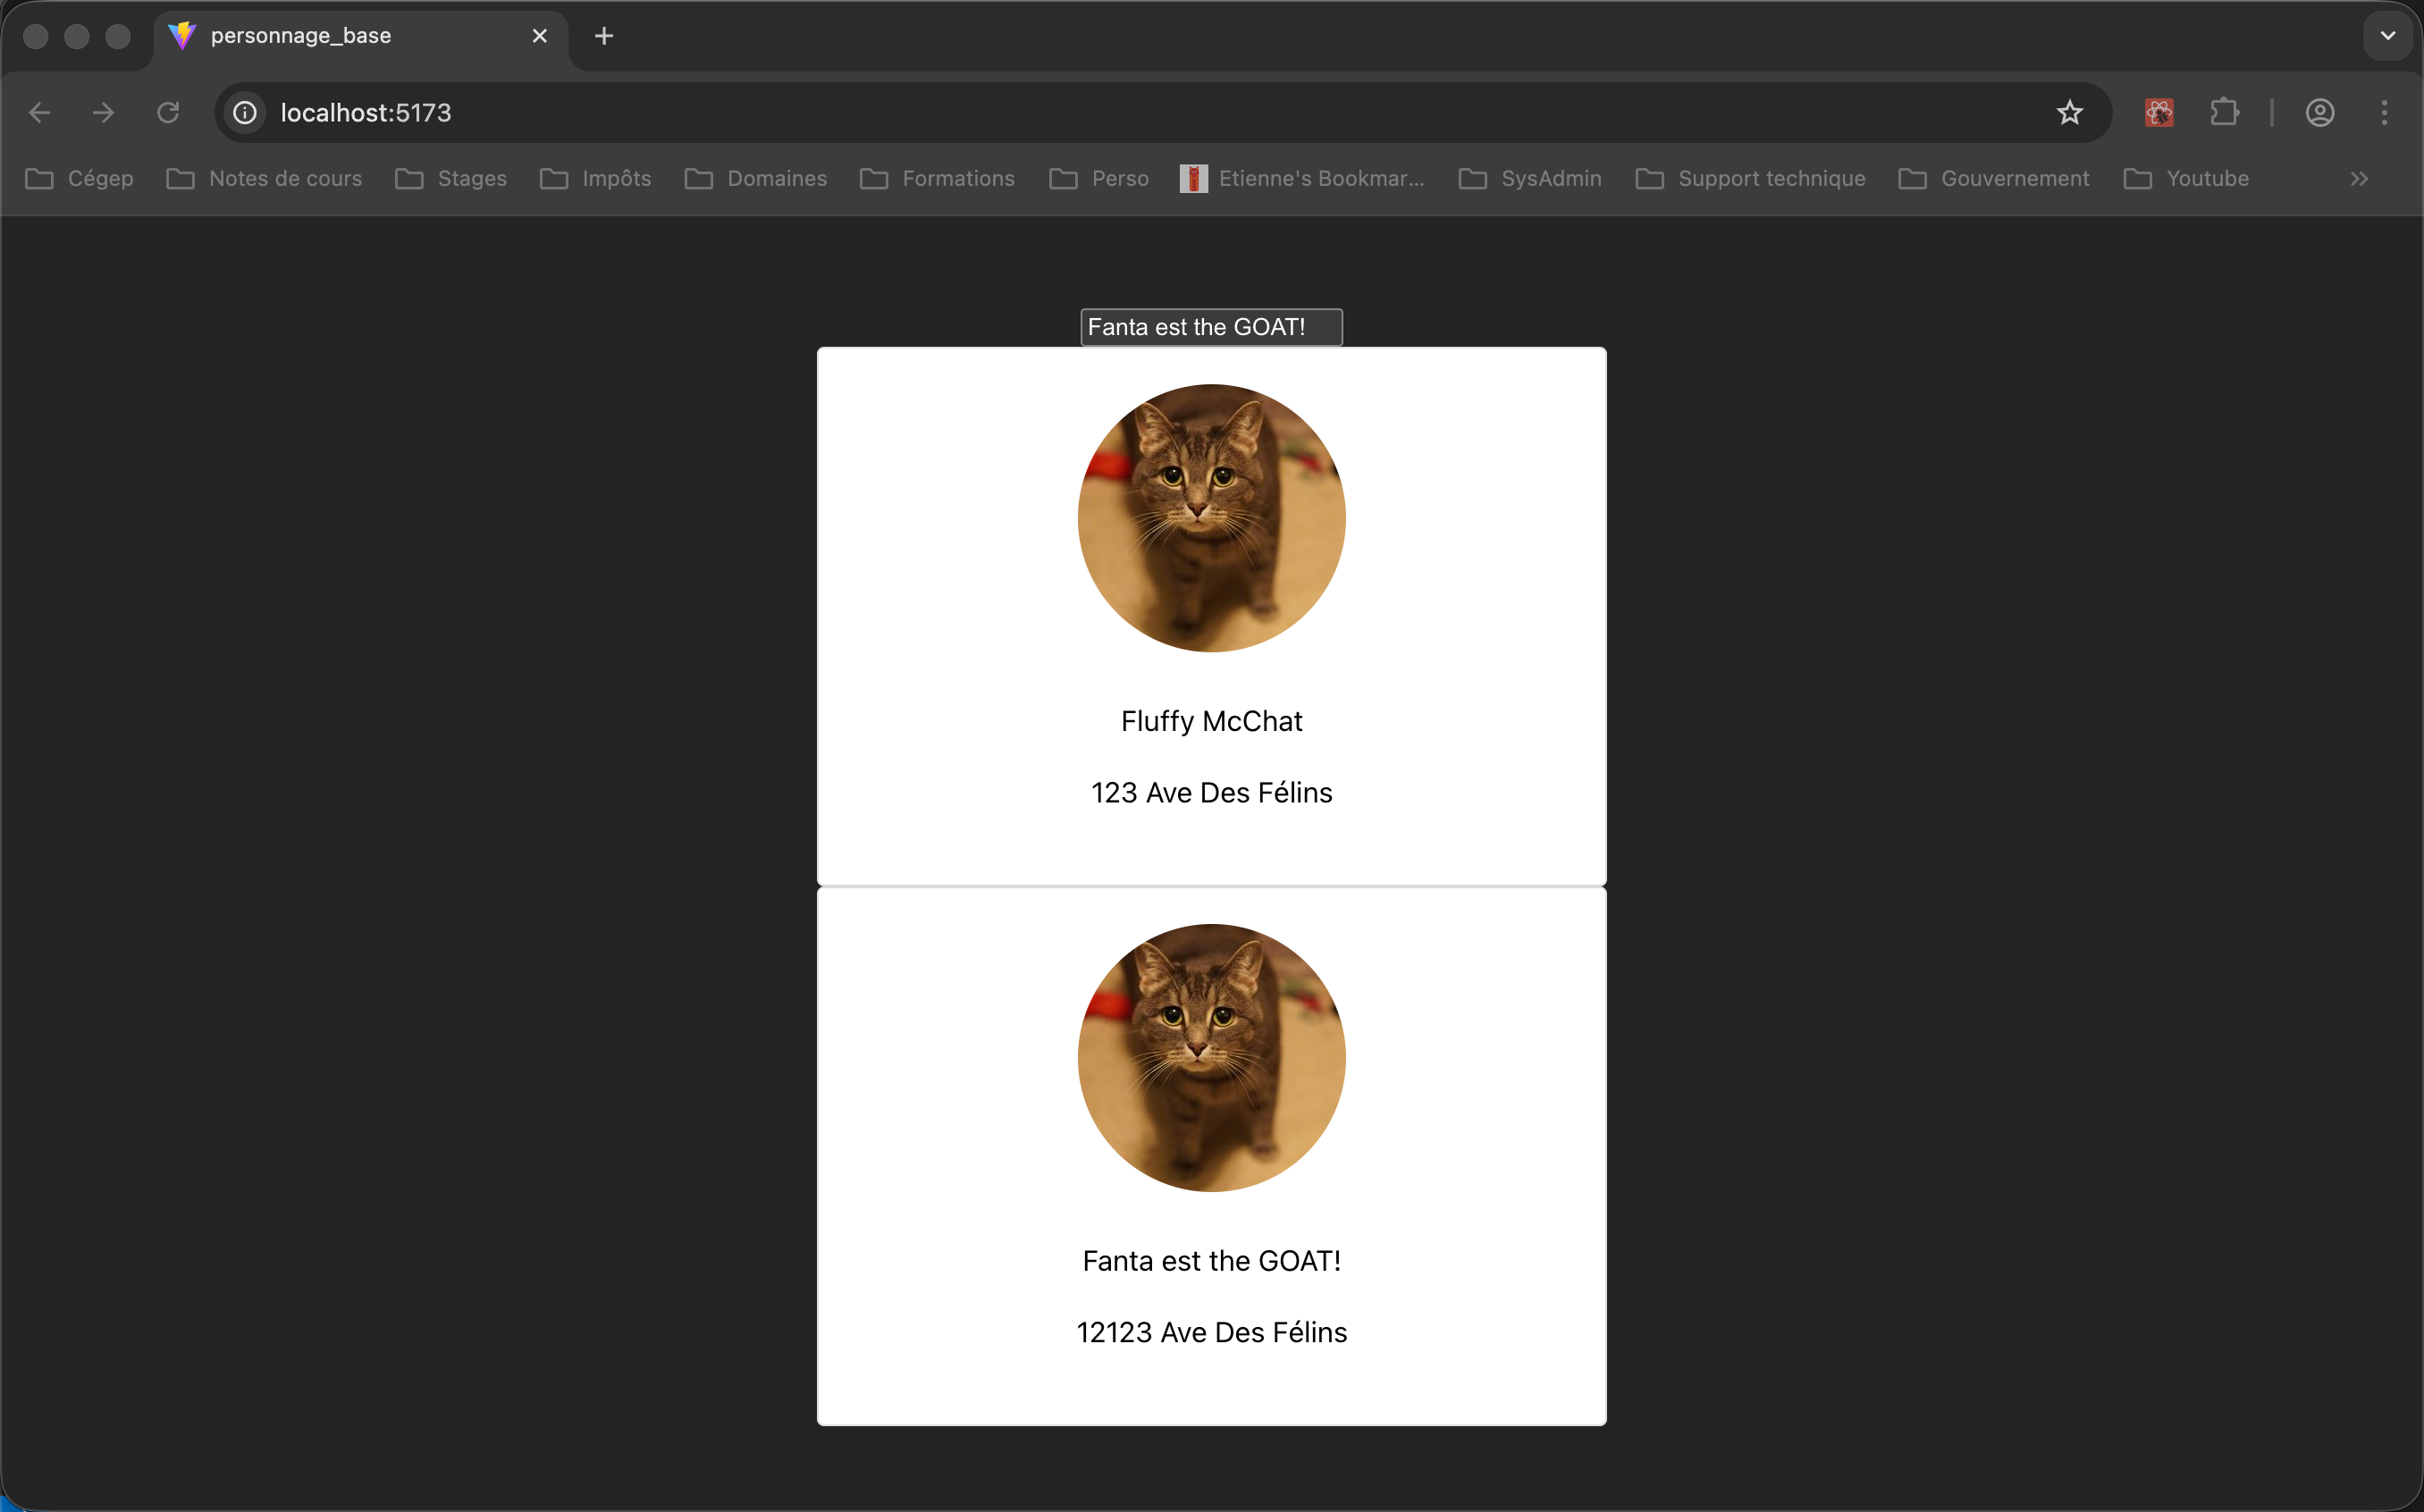 personnage_base
localhost:5173
Cégep Notes de cours Stages Impôts Domaines Formations Perso Etienne's Bookmar... SysAdmin Support technique Gouvernement Youtube
Fanta est the GOAT!
Fluffy McChat
123 Ave Des Félins
Fanta est the GOAT!
12123 Ave Des Félins